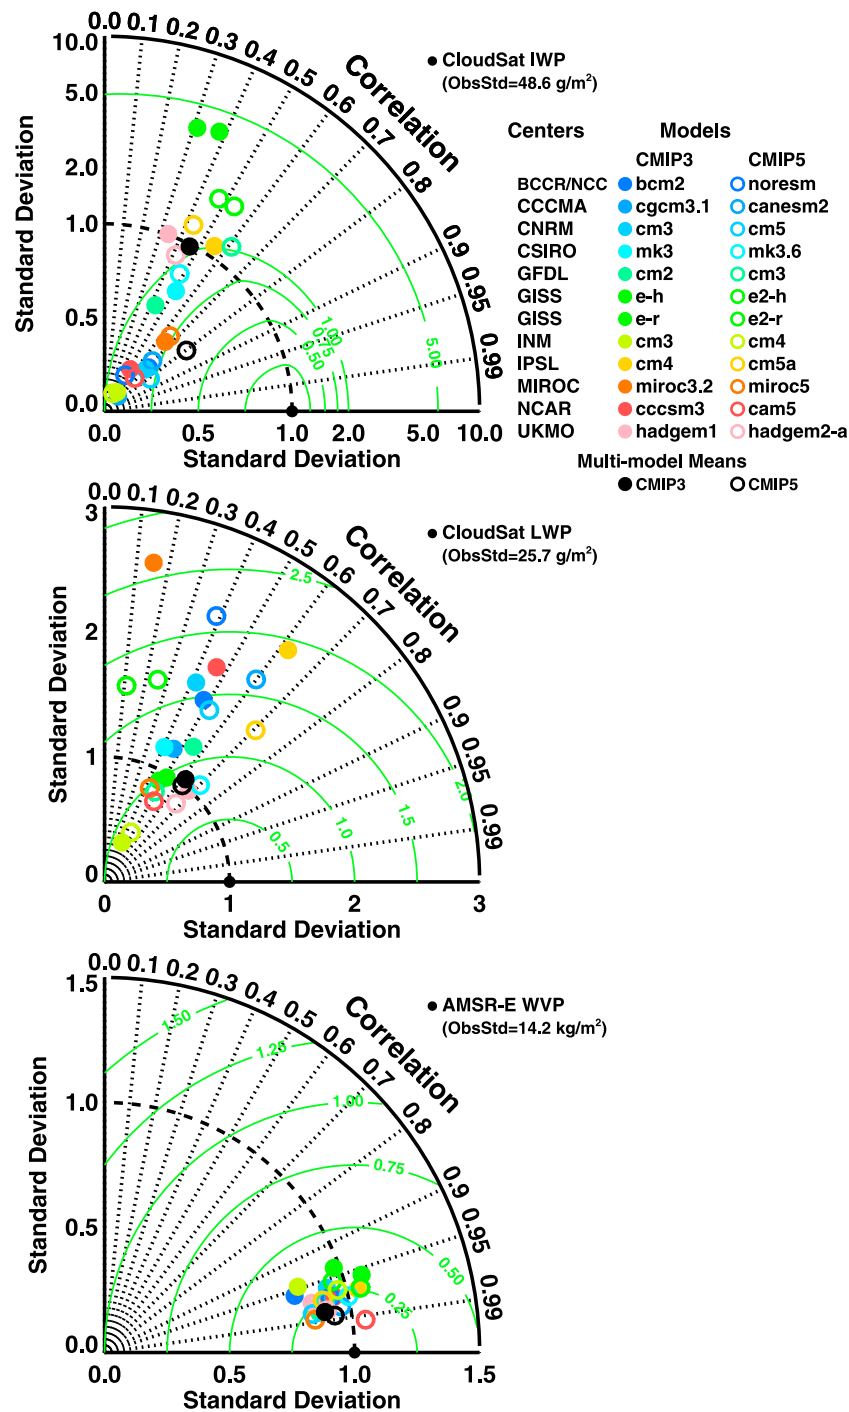 0.0 0.1 0.2 0.3 0.4 0.5 0.6 0.7 0.8 0.9 0.95 0.99
Correlation
10.0
5.0
2.0
1.0
0.5
0.0
Standard Deviation
1.00
0.75
0.50
5.00
0.0 0.5 1.0 2.0 5.0 10.0
Standard Deviation
CloudSat IWP
(ObsStd=48.6 g/m²)
Centers Models
CMIP3 CMIP5
BCCR/NCC bcm2 noresm
CCCMA cgcm3.1 canesm2
CNRM cm3 cm5
CSIRO mk3 mk3.6
GFDL cm2 cm3
GISS e-h e2-h
GISS e-r e2-r
INM cm3 cm4
IPSL cm4 cm5a
MIROC miroc3.2 miroc5
NCAR cccsm3 cam5
UKMO hadgem1 hadgem2-a
Multi-model Means
CMIP3 CMIP5
0.0 0.1 0.2 0.3 0.4 0.5 0.6 0.7 0.8 0.9 0.95 0.99
Correlation
3
2
1
0
Standard Deviation
2.5
2.0
1.5
1.0
0.5
0 1 2 3
Standard Deviation
CloudSat LWP
(ObsStd=25.7 g/m²)
0.0 0.1 0.2 0.3 0.4 0.5 0.6 0.7 0.8 0.9 0.95 0.99
Correlation
1.5
1.0
0.5
0.0
Standard Deviation
1.50
1.25
1.00
0.75
0.50
0.25
0.0 0.5 1.0 1.5
Standard Deviation
AMSR-E WVP
(ObsStd=14.2 kg/m²)